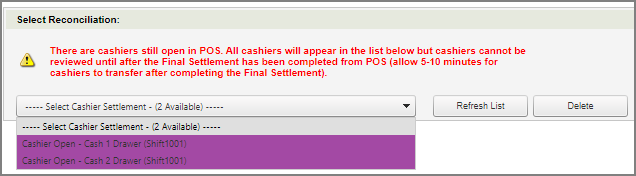 Select Reconciliation:
There are cashiers still open in POS. All cashiers will appear in the list below but cashiers cannot be
reviewed until after the Final Settlement has been completed from POS (allow 5-10 minutes for
cashiers to transfer after completing the Final Settlement).
----- Select Cashier Settlement - (2 Available) -----
Refresh List
Delete
----- Select Cashier Settlement - (2 Available) -----
Cashier Open - Cash 1 Drawer (Shift1001)
Cashier Open - Cash 2 Drawer (Shift1001)